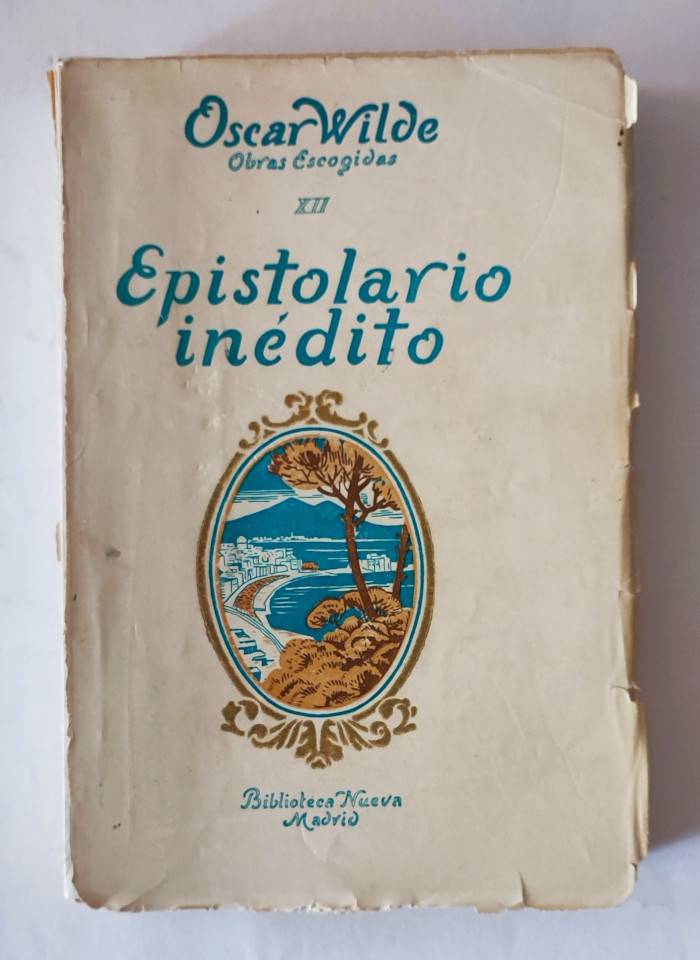 Oscar Wilde
Obras Escogidas
XII
Epistolario
inédito
Biblioteca Nueva
Madrid